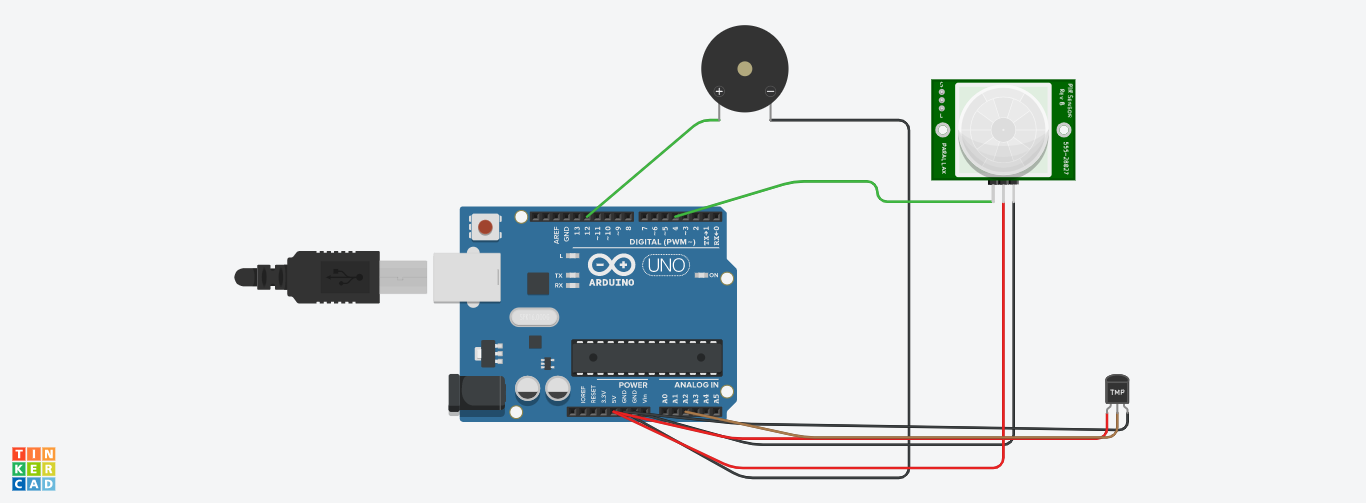 +
−
PIR Sensor
Rev B
555-28027
PARALLAX
AREF
GND
13
12
~11
~10
~9
8
7
~6
~5
4
~3
2
TX→1
RX←0
DIGITAL (PWM~)
L
TX
RX
ARDUINO
UNO
ON
POWER
ANALOG IN
IOREF
RESET
3.3V
5V
GND
GND
Vin
A0
A1
A2
A3
A4
A5
TMP
TIN
KER
CAD